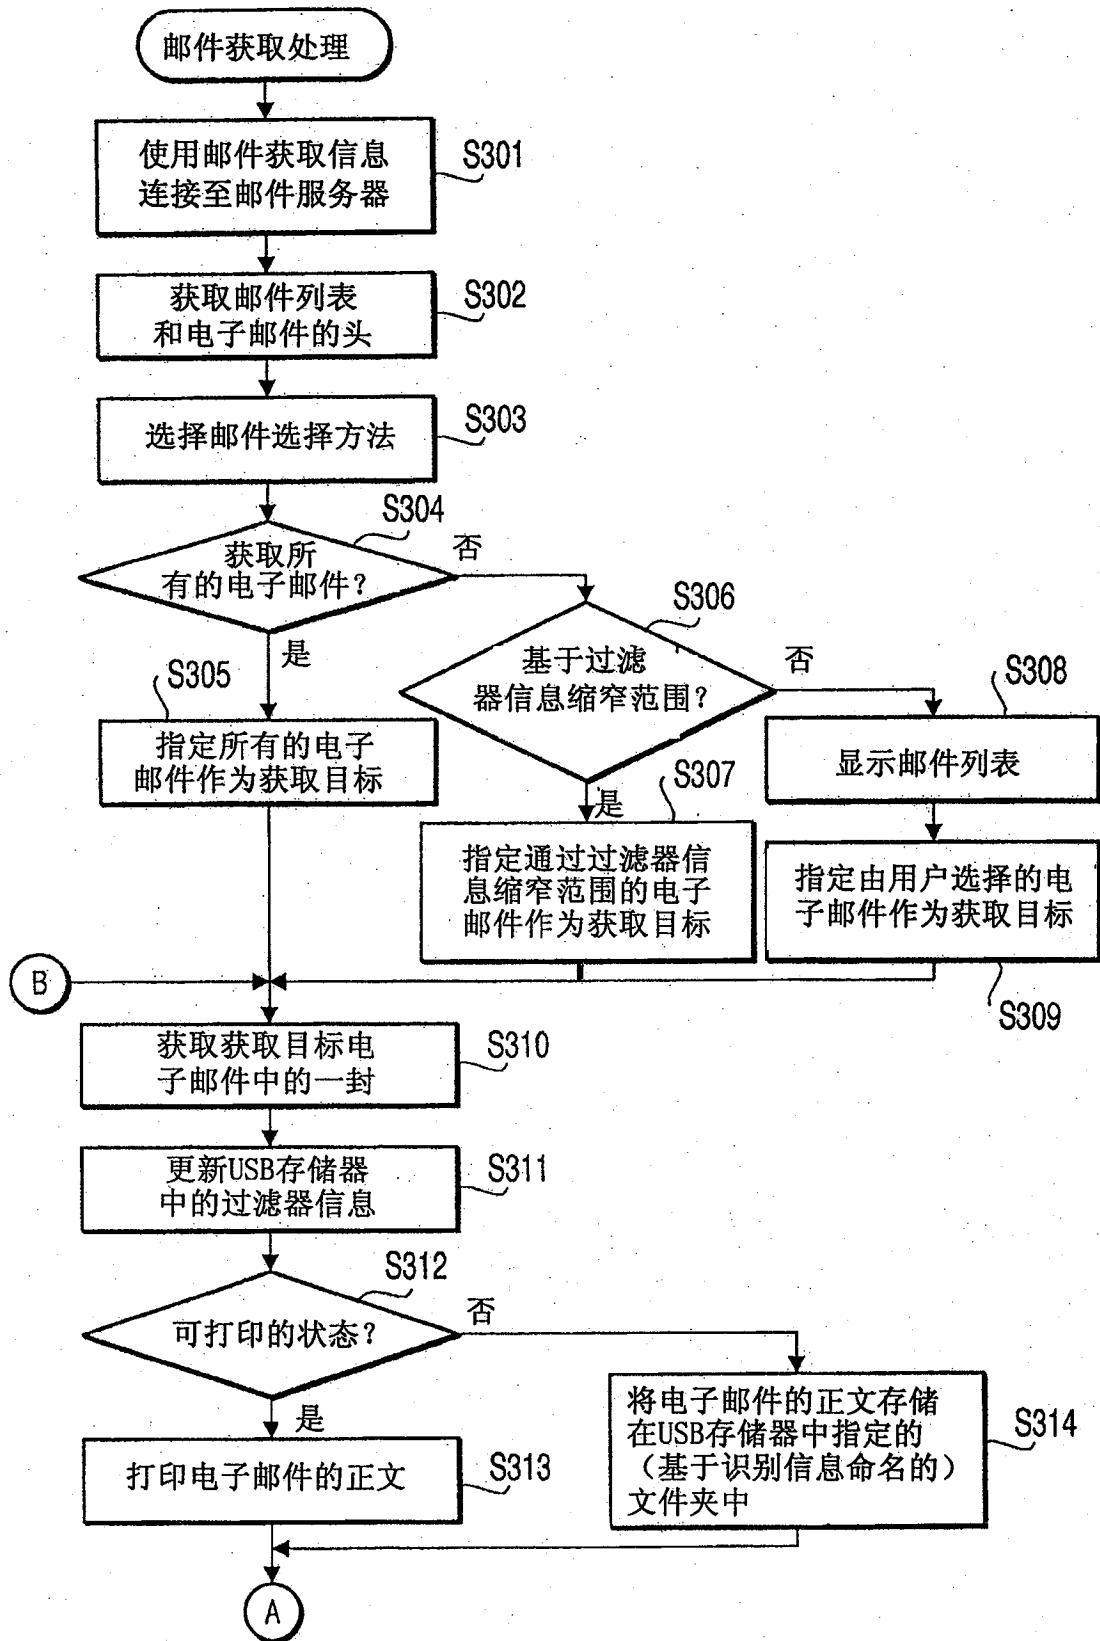 邮件获取处理
使用邮件获取信息
连接至邮件服务器
S301
获取邮件列表
和电子邮件的头
S302
选择邮件选择方法
S303
S304
获取所
有的电子邮件？
否
是
S305
指定所有的电子
邮件作为获取目标
S306
基于过滤
器信息缩窄范围？
否
是
S307
指定通过过滤器信
息缩窄范围的电子
邮件作为获取目标
S308
显示邮件列表
指定由用户选择的电
子邮件作为获取目标
S309
B
获取获取目标电
子邮件中的一封
S310
更新USB存储器
中的过滤器信息
S311
S312
可打印的状态？
否
是
打印电子邮件的正文
S313
将电子邮件的正文存储
在USB存储器中指定的
（基于识别信息命名的）
文件夹中
S314
A